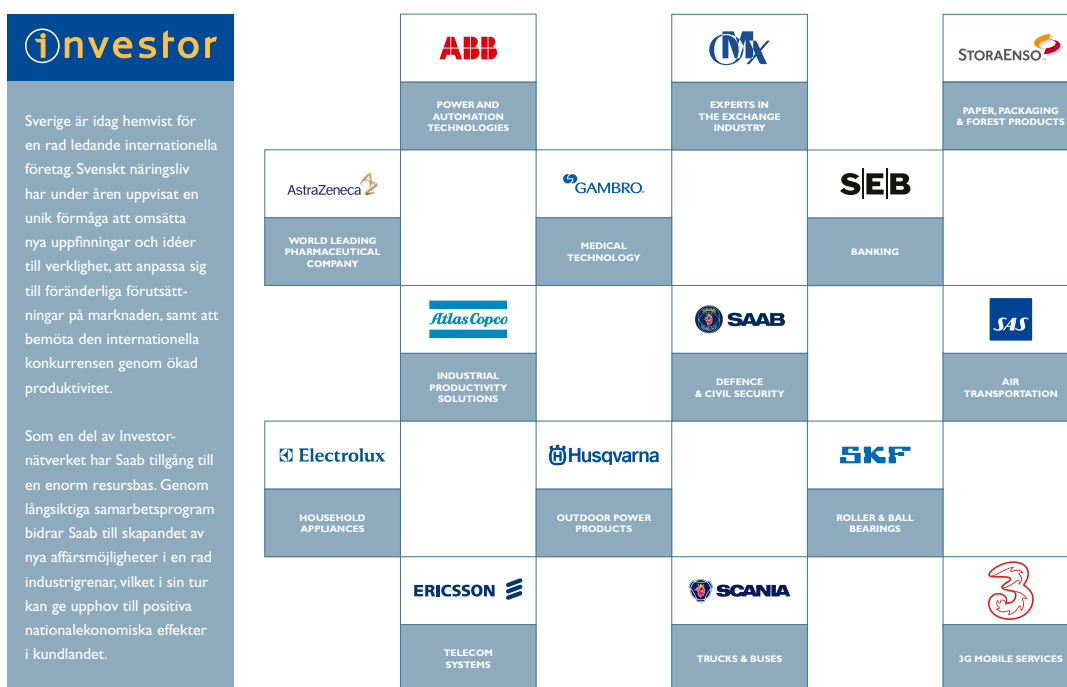 investor
Sverige är idag hemvist för
en rad ledande internationella
företag. Svenskt näringsliv
har under åren uppvisat en
unik förmåga att omsätta
nya uppfinningar och idéer
till verklighet, att anpassa sig
till föränderliga förutsätt-
ningar på marknaden, samt att
bemöta den internationella
konkurrensen genom ökad
produktivitet.
Som en del av Investor-
nätverket har Saab tillgång till
en enorm resursbas. Genom
långsiktiga samarbetsprogram
bidrar Saab till skapandet av
nya affärsmöjligheter i en rad
industrigrenar, vilket i sin tur
kan ge upphov till positiva
nationalekonomiska effekter
i kundlandet.
ABB
POWER AND
AUTOMATION
TECHNOLOGIES
OMX
EXPERTS IN
THE EXCHANGE
INDUSTRY
STORAENSO
PAPER, PACKAGING
& FOREST PRODUCTS
AstraZeneca
WORLD LEADING
PHARMACEUTICAL
COMPANY
GAMBRO
MEDICAL
TECHNOLOGY
SEB
BANKING
Atlas Copco
INDUSTRIAL
PRODUCTIVITY
SOLUTIONS
SAAB
DEFENCE
& CIVIL SECURITY
SAS
AIR
TRANSPORTATION
Electrolux
HOUSEHOLD
APPLIANCES
Husqvarna
OUTDOOR POWER
PRODUCTS
SKF
ROLLER & BALL
BEARINGS
ERICSSON
TELECOM
SYSTEMS
SCANIA
TRUCKS & BUSES
3
3G MOBILE SERVICES